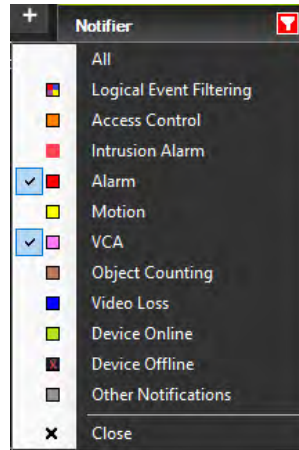 Notifier
All
Logical Event Filtering
Access Control
Intrusion Alarm
Alarm
Motion
VCA
Object Counting
Video Loss
Device Online
Device Offline
Other Notifications
Close